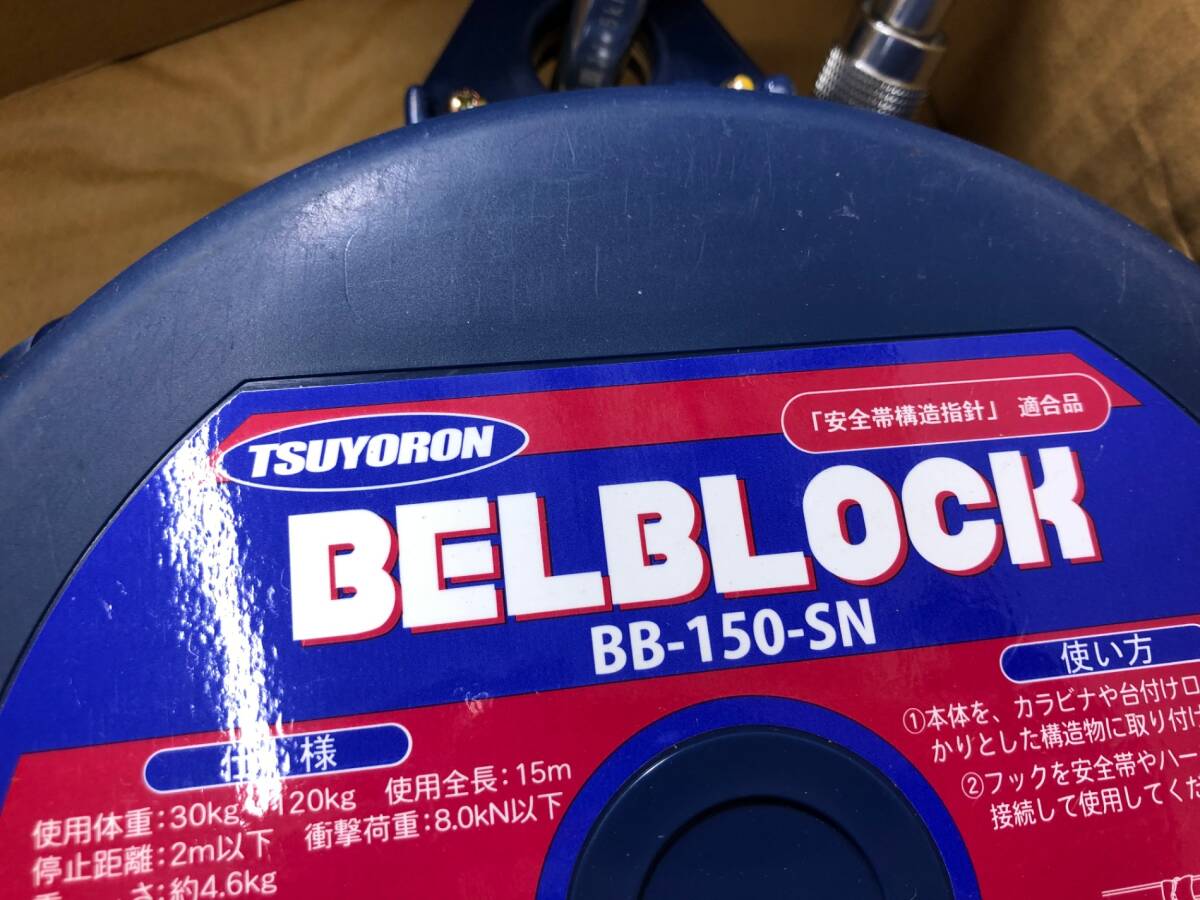 TSUYORON
「安全帯構造指針」 適合品
BELBLOCK
BB-150-SN
仕 様
使用体重:30kg 120kg 使用全長:15m
停止距離:2m以下 衝撃荷重:8.0kN以下
さ:約4.6kg
使い方
①本体を、カラビナや台付けロ
かりとした構造物に取り付け
②フックを安全帯やハー
接続して使用してくだ